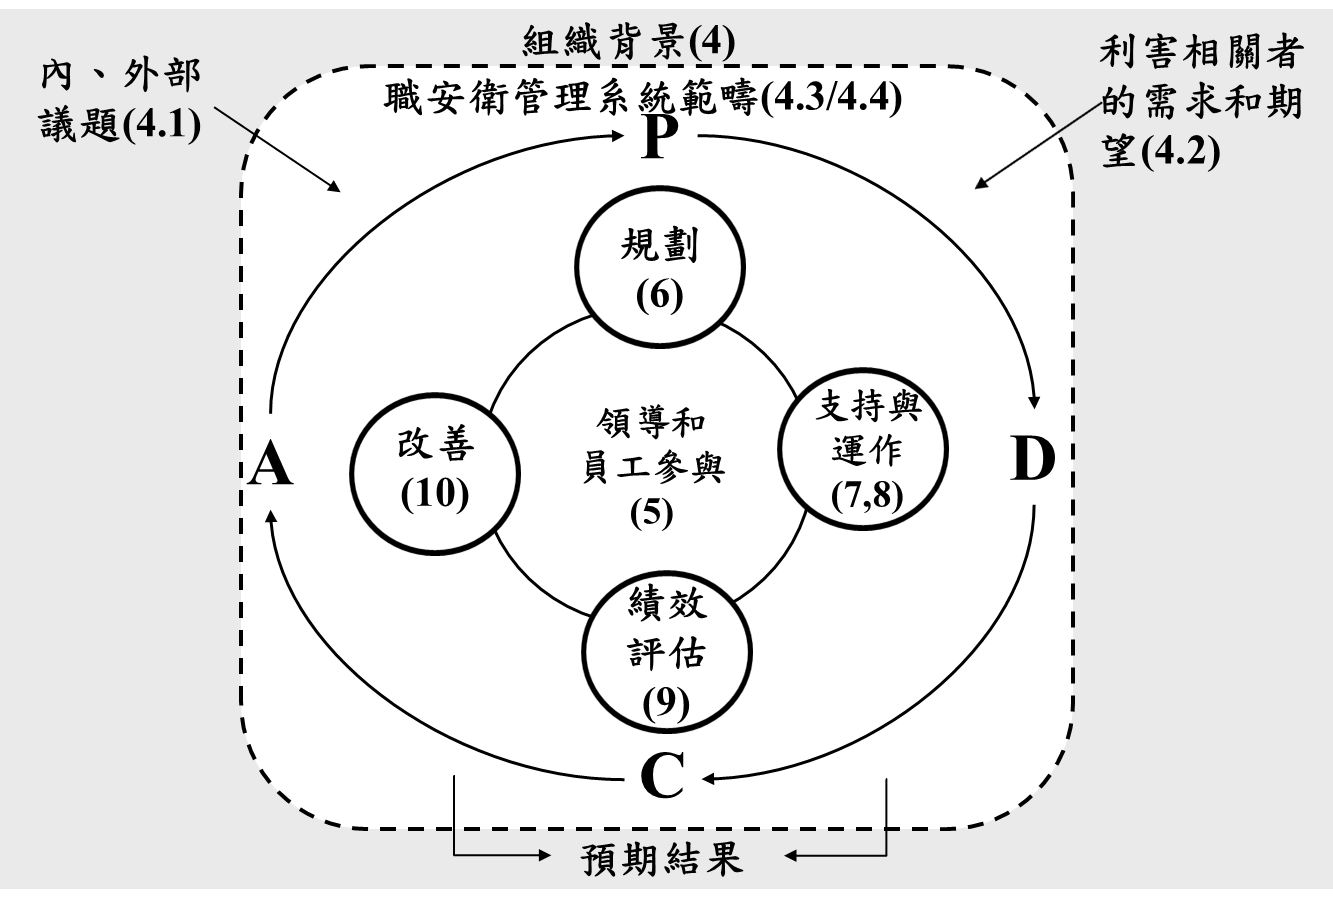 組織背景(4)
內、外部
議題(4.1)
利害相關者
的需求和期
望(4.2)
職安衛管理系統範疇(4.3/4.4)
P
規劃
(6)
改善
(10)
領導和
員工參與
(5)
支持與
運作
(7,8)
A
D
績效
評估
(9)
C
預期結果